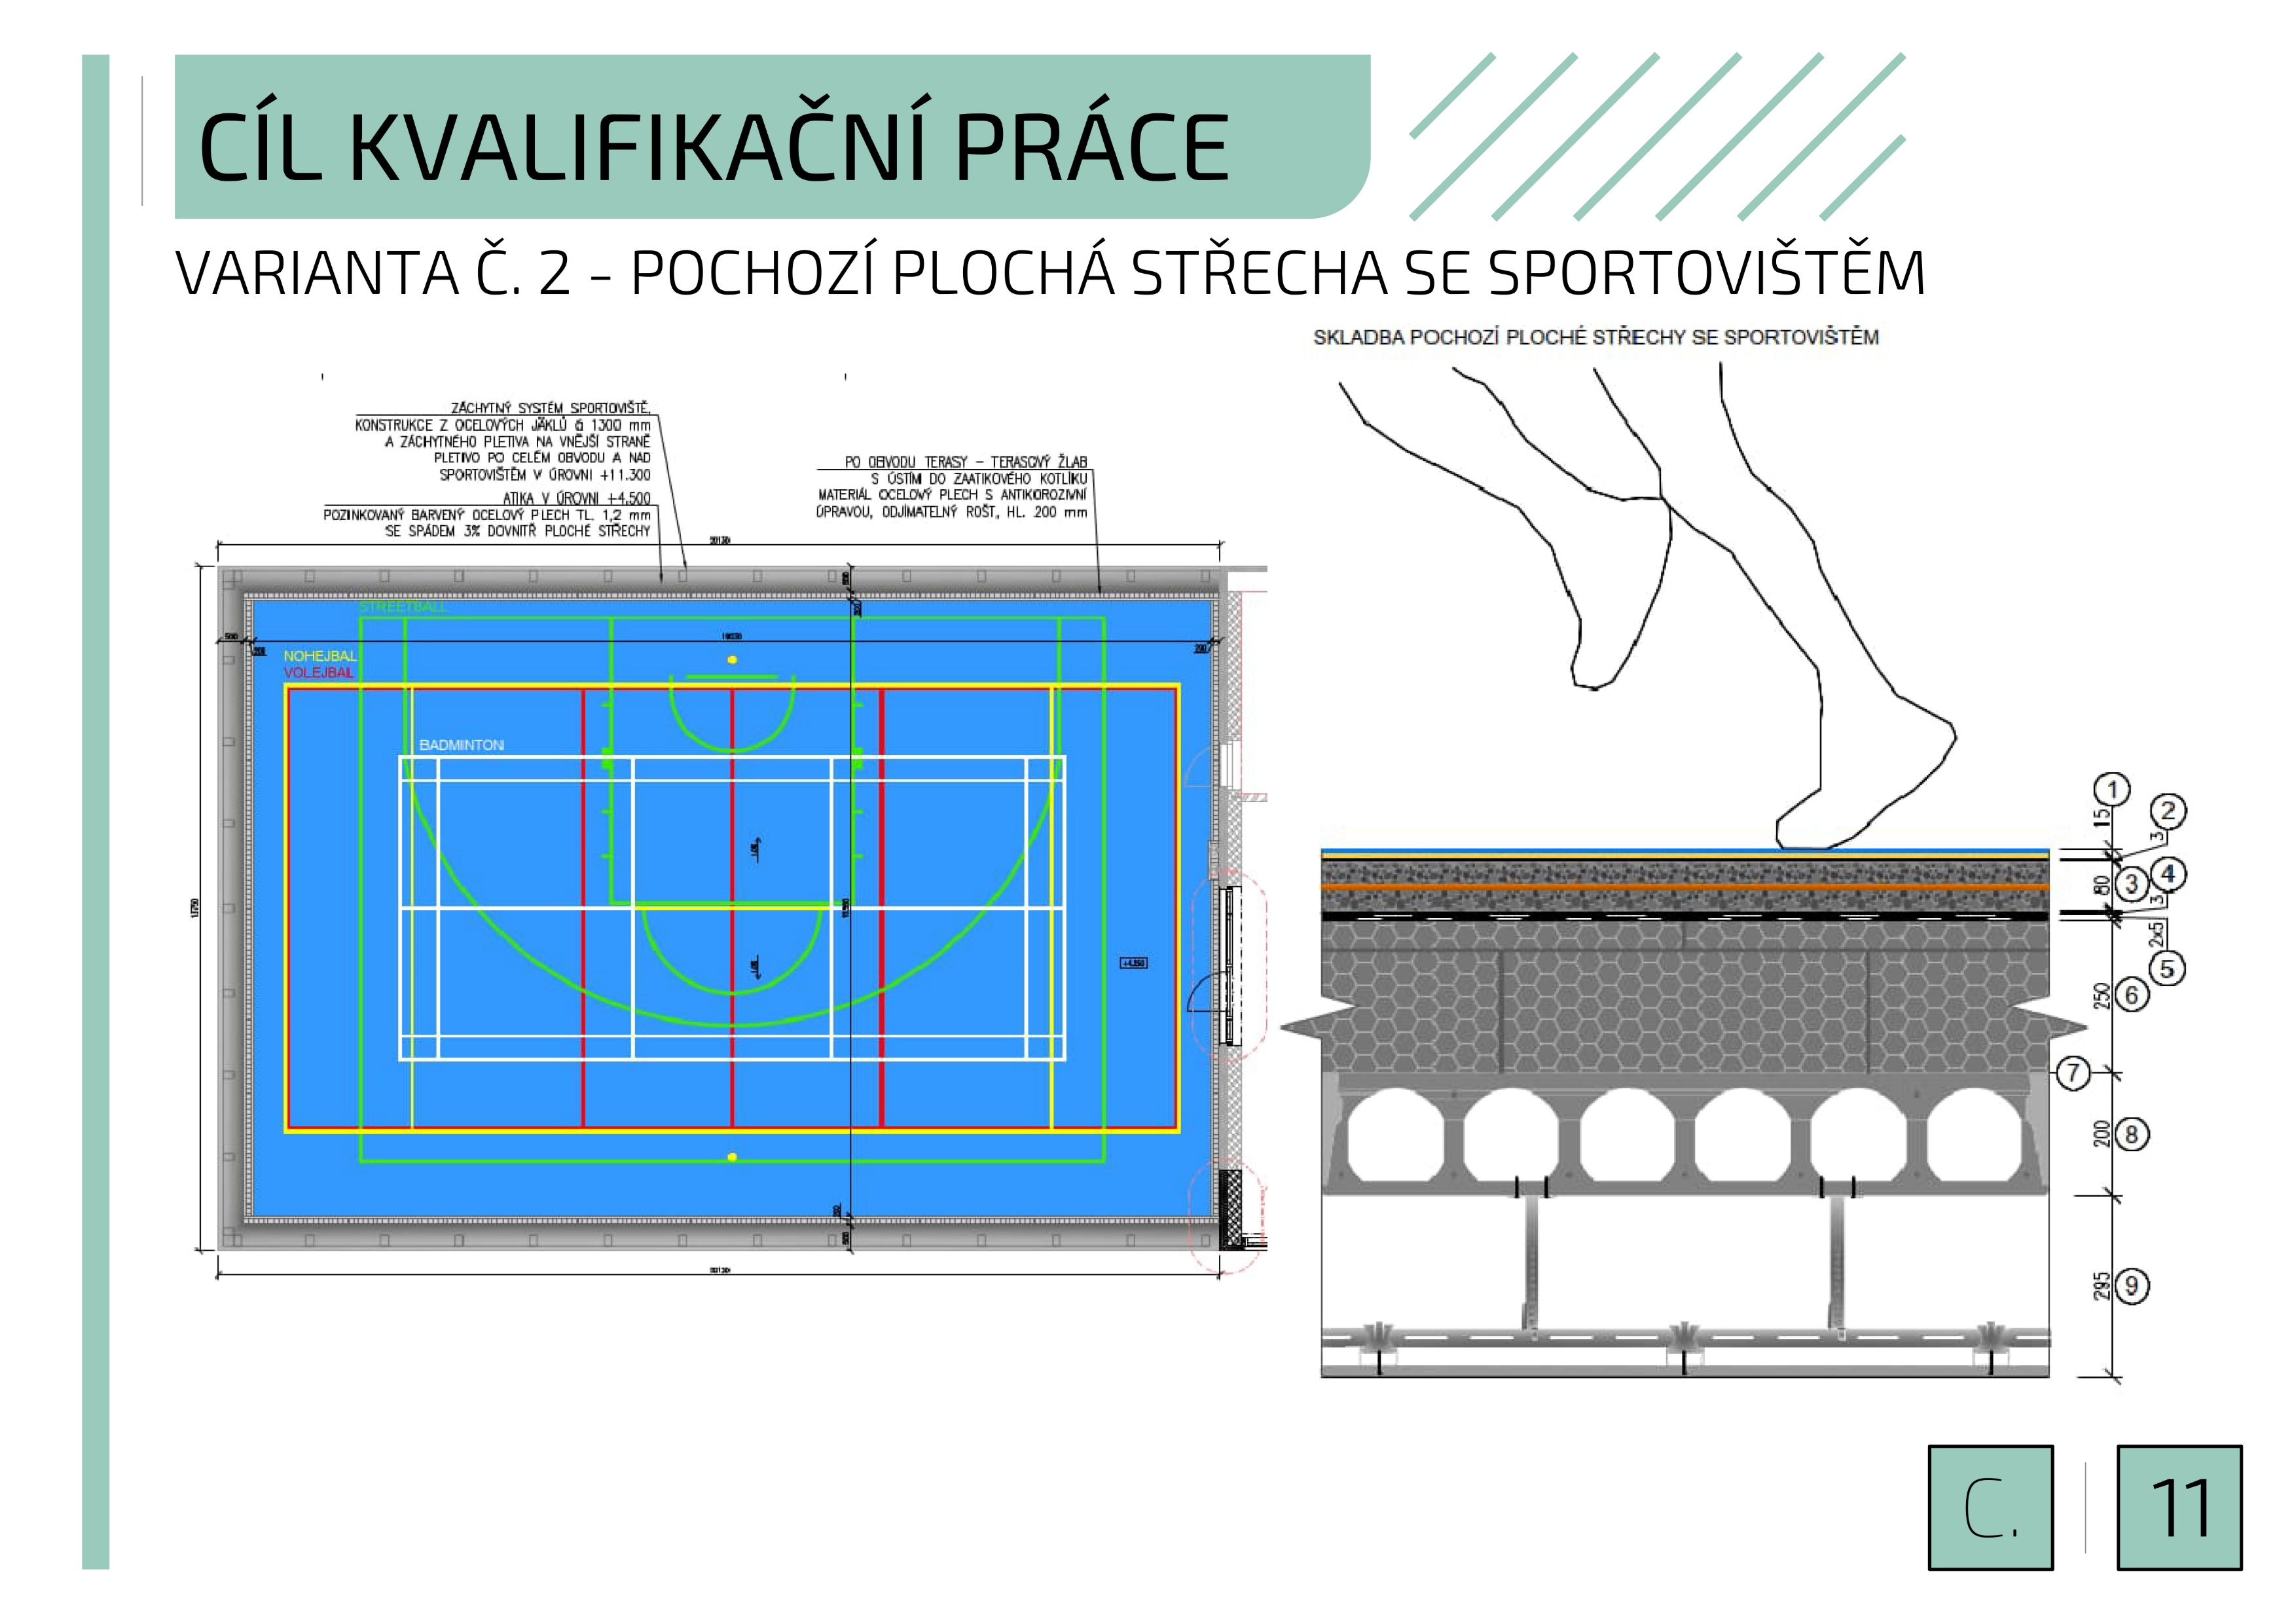 CÍL KVALIFIKAČNÍ PRÁCE
VARIANTA Č. 2 - POCHOZÍ PLOCHÁ STŘECHA SE SPORTOVIŠTĚM
ZÁCHYTNÝ SYSTÉM SPORTOVIŠTĚ,
KONSTRUKCE Z OCELOVÝCH JÄKLŮ á 1300 mm
A ZÁCHYTNÉHO PLETIVA NA VNĚJŠÍ STRANĚ
PLETIVO PO CELÉM OBVODU A NAD
SPORTOVIŠTĚM V ÚROVNI +11.300
ATIKA V ÚROVNI +4.500
POZINKOVANÝ BARVENÝ OCELOVÝ PLECH TL. 1,2 mm
SE SPÁDEM 3% DOVNITŘ PLOCHÉ STŘECHY
PO OBVODU TERASY – TERASOVÝ ŽLAB
S ÚSTÍM DO ZAATIKOVÉHO KOTLÍKU
MATERIÁL OCELOVÝ PLECH S ANTIKOROZIVNÍ
ÚPRAVOU, ODJÍMATELNÝ ROŠT, HL. 200 mm
STREETBALL
500
NOHEJBAL
VOLEJBAL
BADMINTON
SKLADBA POCHOZÍ PLOCHÉ STŘECHY SE SPORTOVIŠTĚM
1
15
2
3
80
3
4
3
2x5
5
250
6
7
200
8
295
9
C.
11